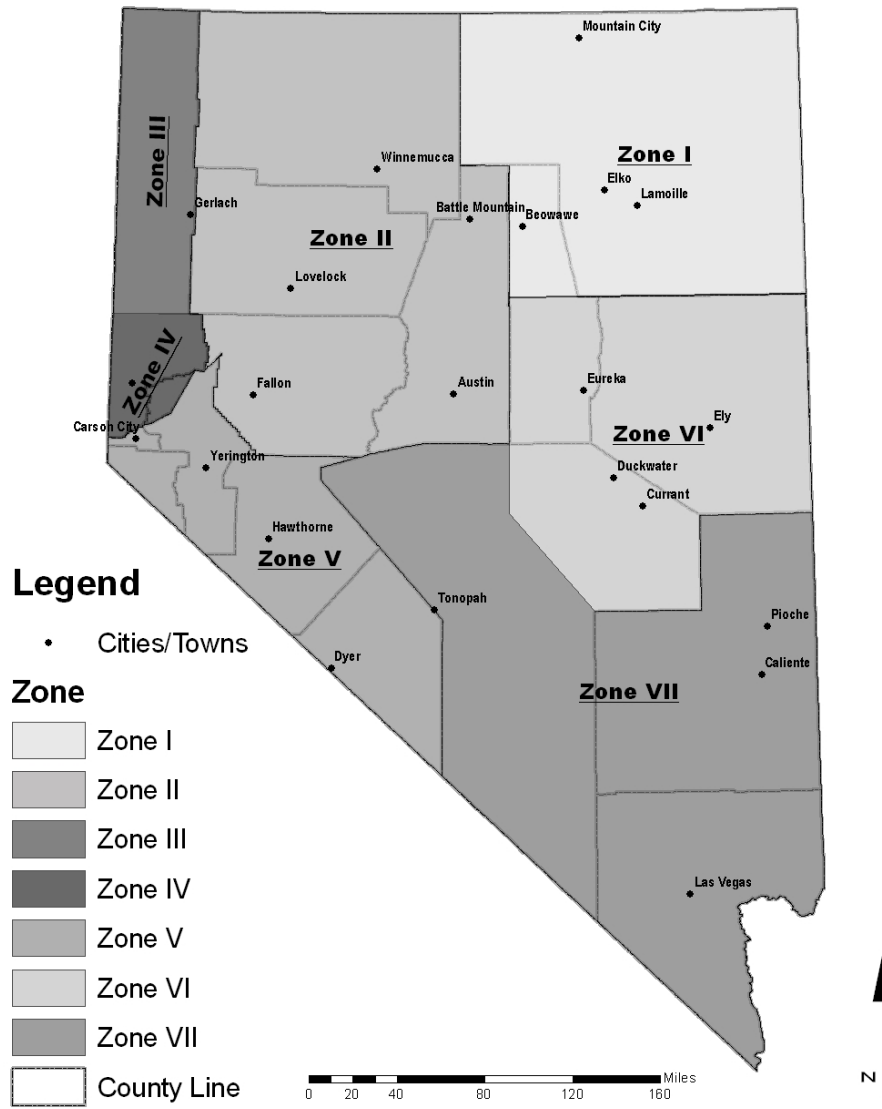 Mountain City
Zone III
Winnemucca
Zone I
Elko
Lamoille
Gerlach
Battle Mountain
Beowawe
Zone II
Lovelock
Zone IV
Fallon
Austin
Eureka
Ely
Carson City
Zone VI
Yerington
Duckwater
Currant
Hawthorne
Zone V
Legend
Tonopah
Pioche
Cities/Towns
Dyer
Caliente
Zone
Zone VII
Zone I
Zone II
Zone III
Zone IV
Las Vegas
Zone V
Zone VI
Zone VII
County Line
Miles
0 20 40 80 120 160
N